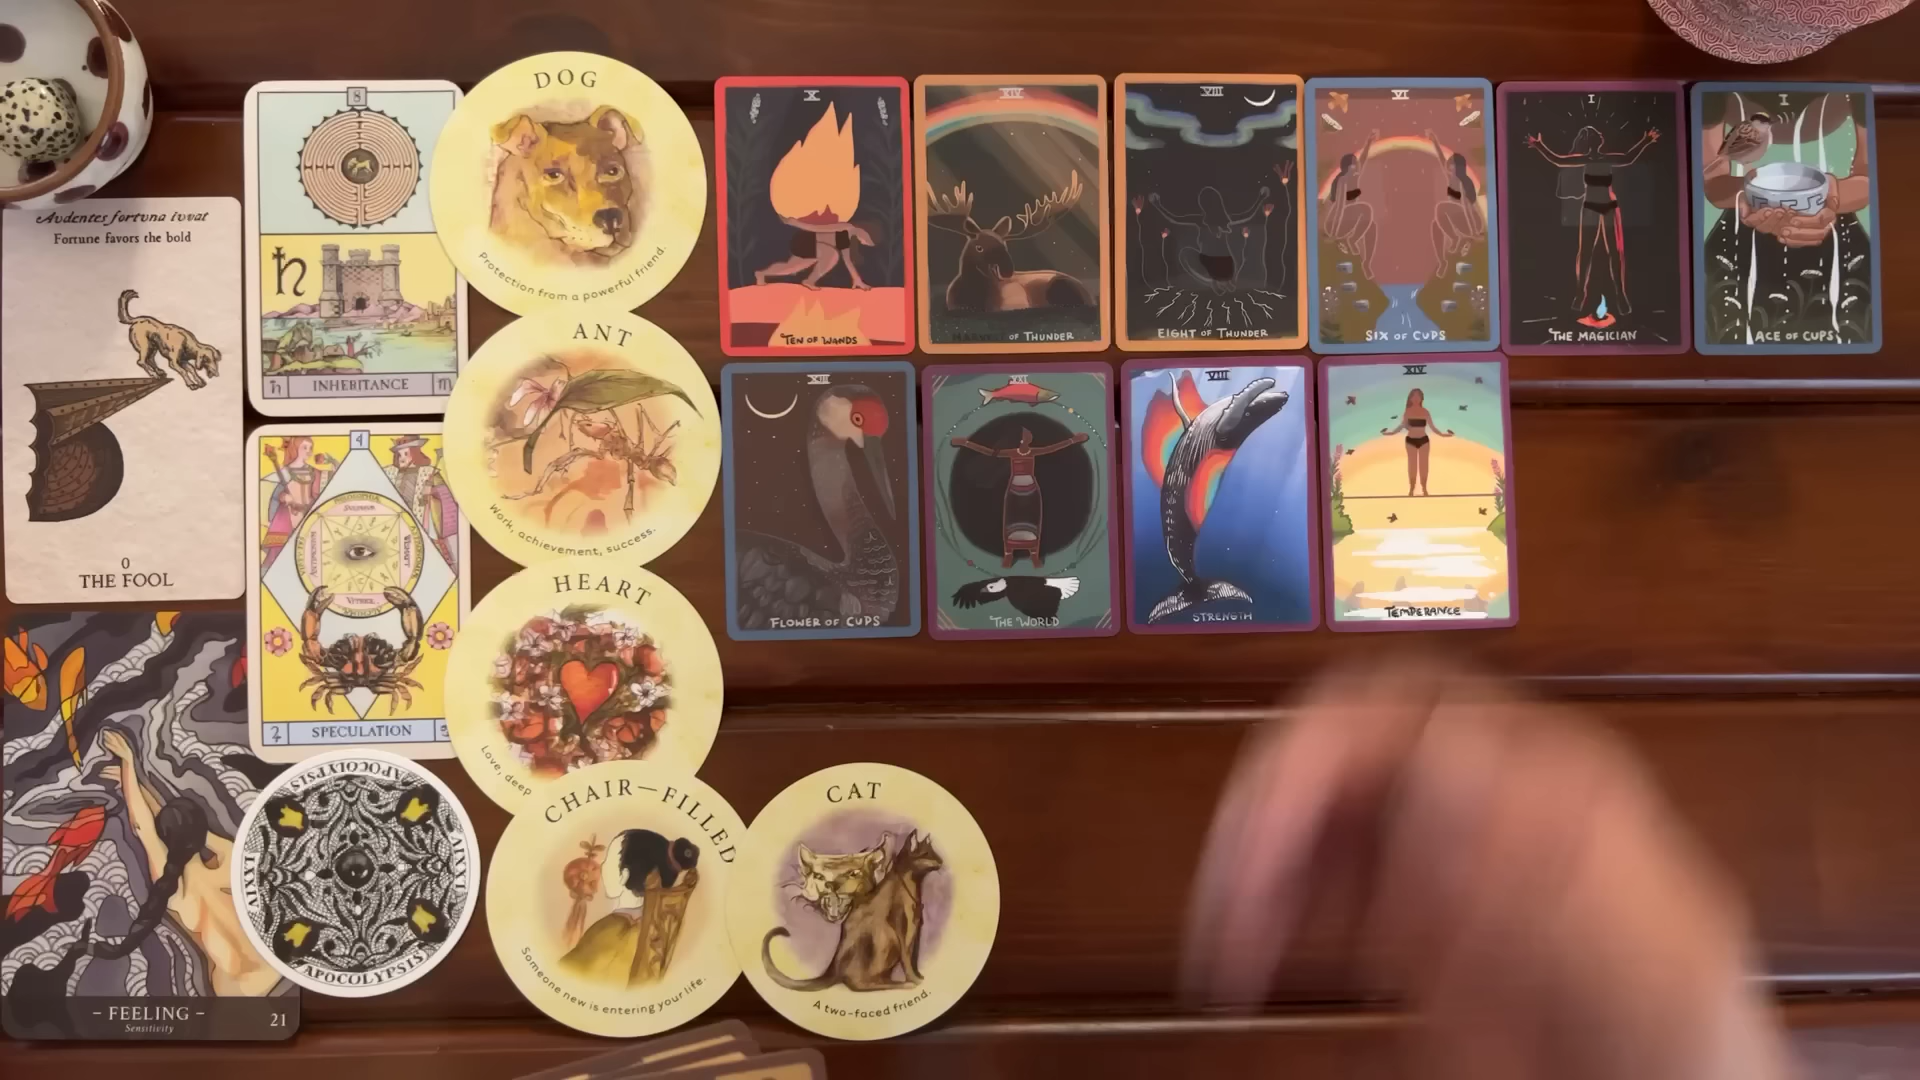 Audentes fortuna iuvat
Fortune favors the bold
0
THE FOOL
- FEELING -
Sensitivity
21
8
INHERITANCE
4
SPECULATION
APOCOLYPSIS
LXXIV
APOCOLYPSIS
LXXIV
DOG
Protection from a powerful friend.
ANT
Work, achievement, success.
HEART
Love, deep
CHAIR—FILLED
Someone new is entering your life.
CAT
A two-faced friend.
X
TEN OF WANDS
XIV
OF THUNDER
VIII
EIGHT OF THUNDER
VI
SIX OF CUPS
I
THE MAGICIAN
I
ACE OF CUPS
XIII
FLOWER OF CUPS
XXI
THE WORLD
VIII
STRENGTH
XIV
TEMPERANCE